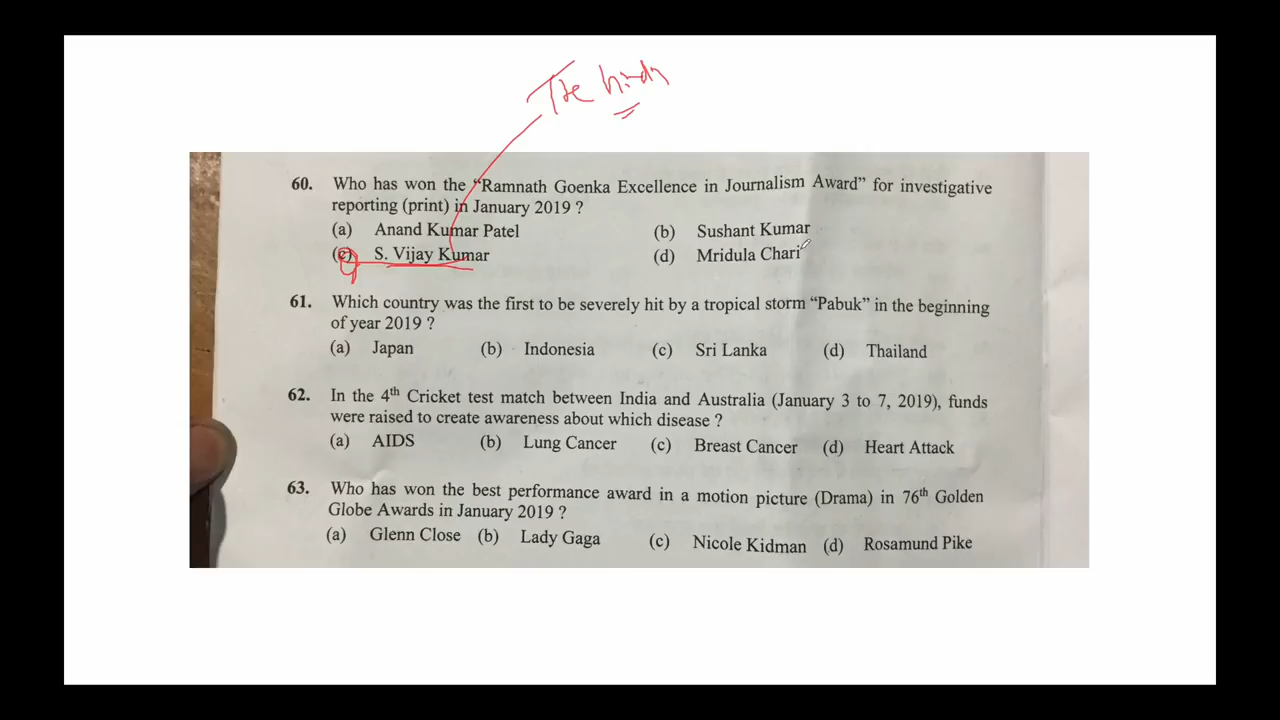 The hindu
60. Who has won the “Ramnath Goenka Excellence in Journalism Award” for investigative
reporting (print) in January 2019 ?
(a) Anand Kumar Patel (b) Sushant Kumar
(c) S. Vijay Kumar (d) Mridula Chari
61. Which country was the first to be severely hit by a tropical storm “Pabuk” in the beginning
of year 2019 ?
(a) Japan (b) Indonesia (c) Sri Lanka (d) Thailand
62. In the 4th Cricket test match between India and Australia (January 3 to 7, 2019), funds
were raised to create awareness about which disease ?
(a) AIDS (b) Lung Cancer (c) Breast Cancer (d) Heart Attack
63. Who has won the best performance award in a motion picture (Drama) in 76th Golden
Globe Awards in January 2019 ?
(a) Glenn Close (b) Lady Gaga (c) Nicole Kidman (d) Rosamund Pike